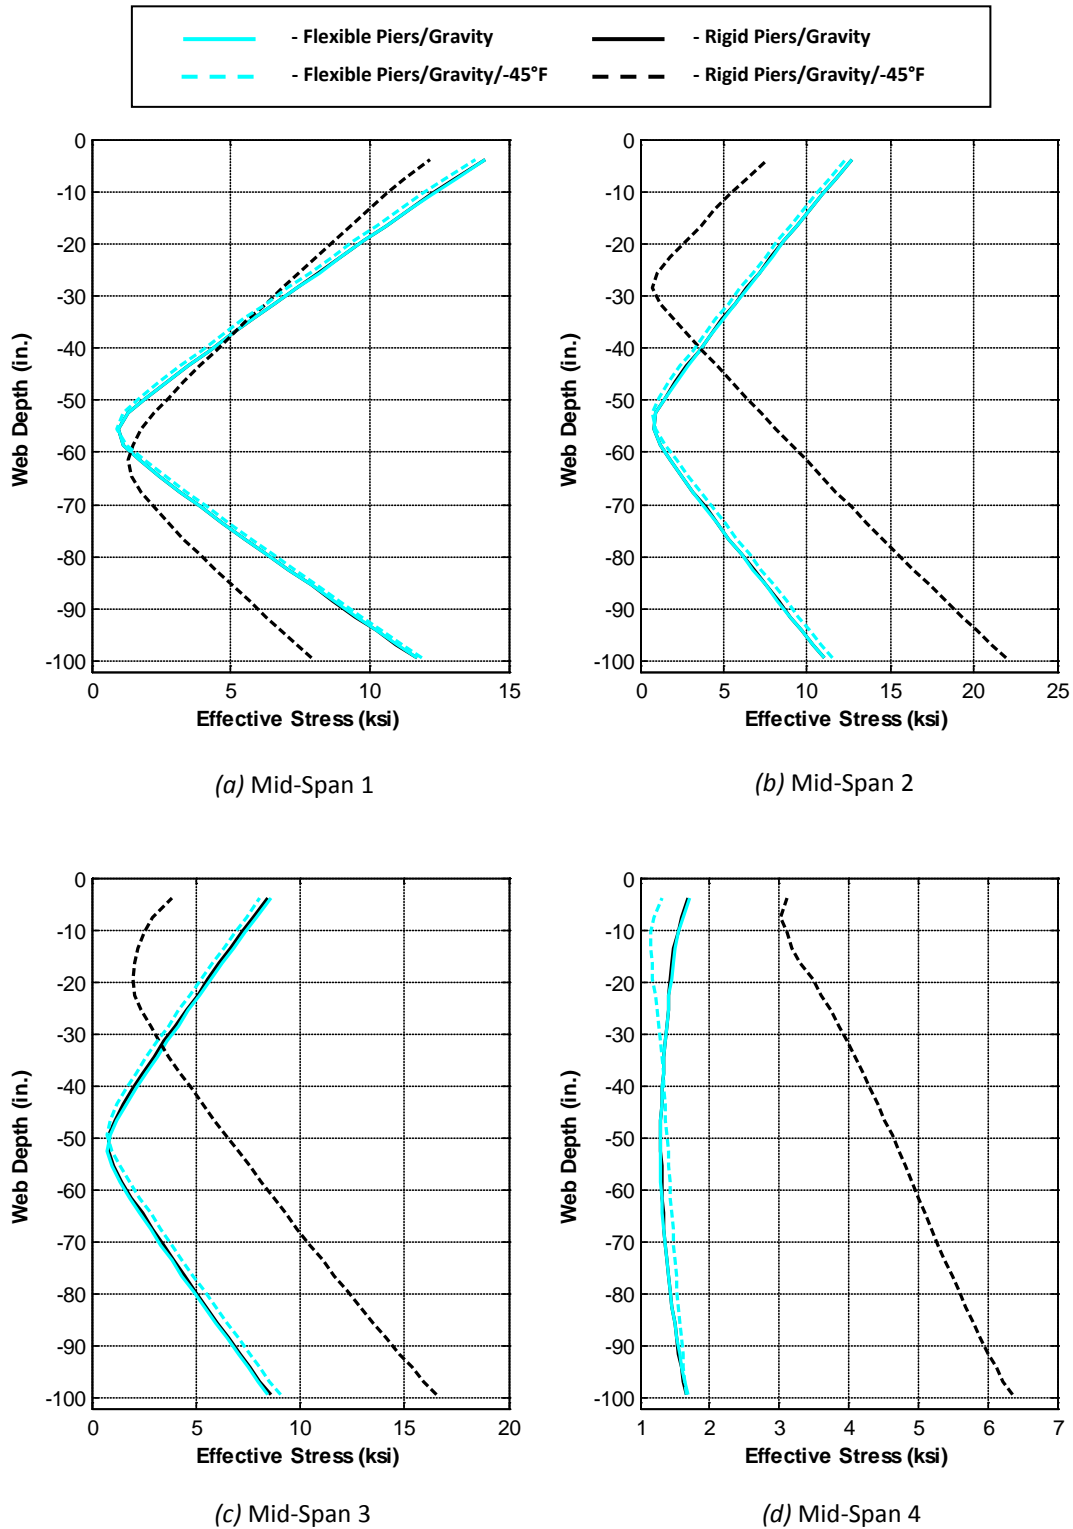 - Flexible Piers/Gravity - Rigid Piers/Gravity
- Flexible Piers/Gravity/-45°F - Rigid Piers/Gravity/-45°F
0
-10
-20
-30
-40
-50
-60
-70
-80
-90
-100
Web Depth (in.)
0 5 10 15
Effective Stress (ksi)
(a) Mid-Span 1
0
-10
-20
-30
-40
-50
-60
-70
-80
-90
-100
Web Depth (in.)
0 5 10 15 20 25
Effective Stress (ksi)
(b) Mid-Span 2
0
-10
-20
-30
-40
-50
-60
-70
-80
-90
-100
Web Depth (in.)
0 5 10 15 20
Effective Stress (ksi)
(c) Mid-Span 3
0
-10
-20
-30
-40
-50
-60
-70
-80
-90
-100
Web Depth (in.)
1 2 3 4 5 6 7
Effective Stress (ksi)
(d) Mid-Span 4